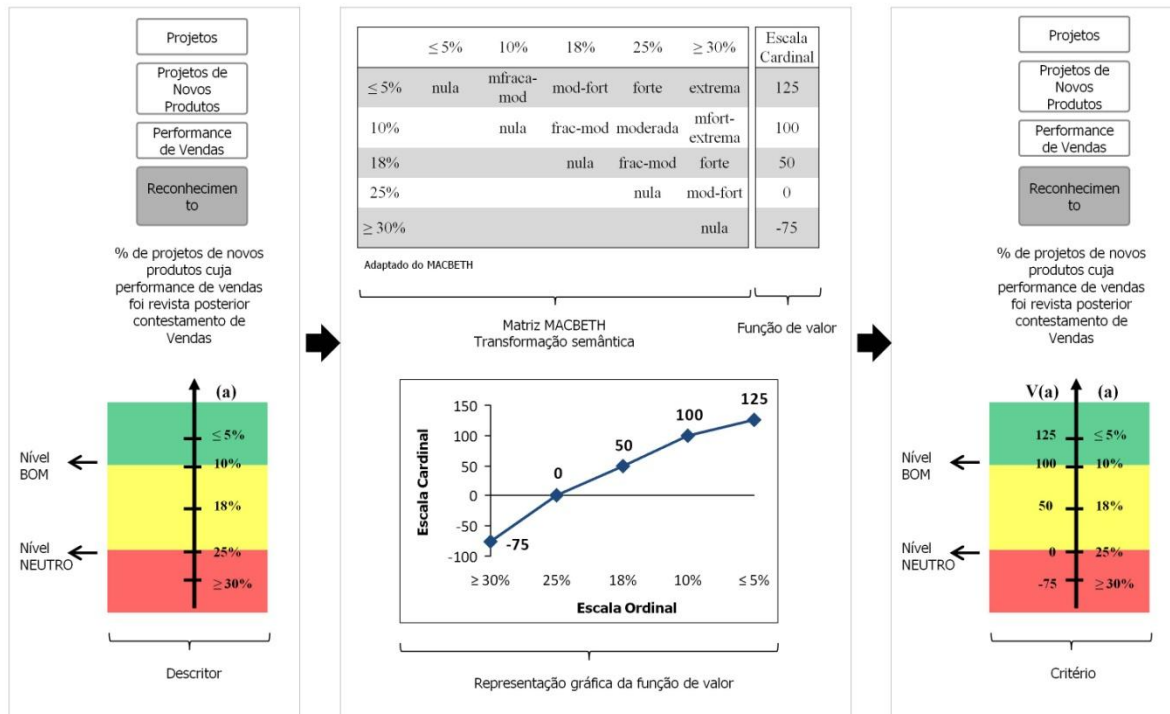 Projetos
Projetos de
Novos
Produtos
Performance
de Vendas
Reconhecimen
to
% de projetos de novos
produtos cuja
performance de vendas
foi revista posterior
contestamento de
Vendas
(a)
≤ 5%
10%
18%
25%
≥ 30%
Nível
BOM
Nível
NEUTRO
Descritor
≤ 5% 10% 18% 25% ≥ 30%
Escala
Cardinal
≤ 5% nula mfraca-mod mod-fort forte extrema 125
10% nula frac-mod moderada mfort-extrema 100
18% nula frac-mod forte 50
25% nula mod-fort 0
≥ 30% nula -75
Adaptado do MACBETH
Matriz MACBETH
Transformação semântica
Função de valor
Escala Cardinal
150
100
50
0
-50
-100
-75
0
50
100
125
≥ 30% 25% 18% 10% ≤ 5%
Escala Ordinal
Representação gráfica da função de valor
Projetos
Projetos de
Novos
Produtos
Performance
de Vendas
Reconhecimen
to
% de projetos de novos
produtos cuja
performance de vendas
foi revista posterior
contestamento de
Vendas
V(a) (a)
125 ≤ 5%
100 10%
50 18%
0 25%
-75 ≥ 30%
Nível
BOM
Nível
NEUTRO
Critério